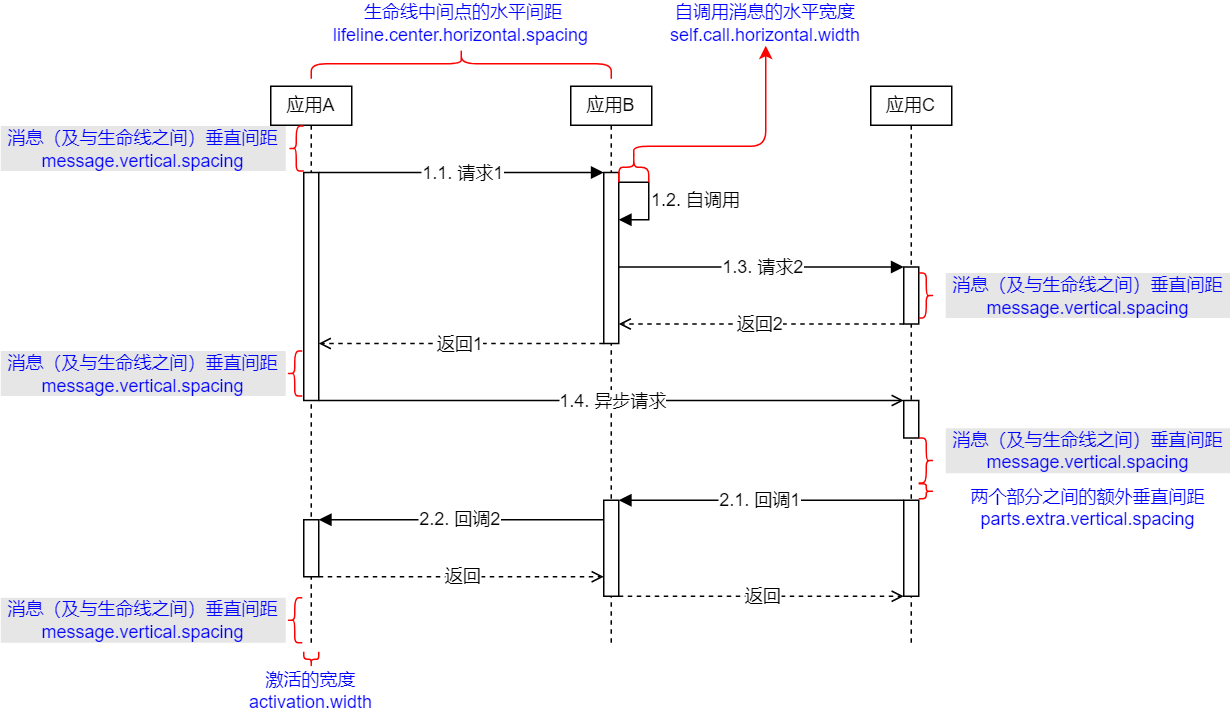 生命线中间点的水平间距
lifeline.center.horizontal.spacing
自调用消息的水平宽度
self.call.horizontal.width
应用A
应用B
应用C
消息（及与生命线之间）垂直间距
message.vertical.spacing
1.1. 请求1
1.2. 自调用
1.3. 请求2
消息（及与生命线之间）垂直间距
message.vertical.spacing
返回2
返回1
消息（及与生命线之间）垂直间距
message.vertical.spacing
1.4. 异步请求
消息（及与生命线之间）垂直间距
message.vertical.spacing
两个部分之间的额外垂直间距
parts.extra.vertical.spacing
2.1. 回调1
2.2. 回调2
返回
返回
消息（及与生命线之间）垂直间距
message.vertical.spacing
激活的宽度
activation.width